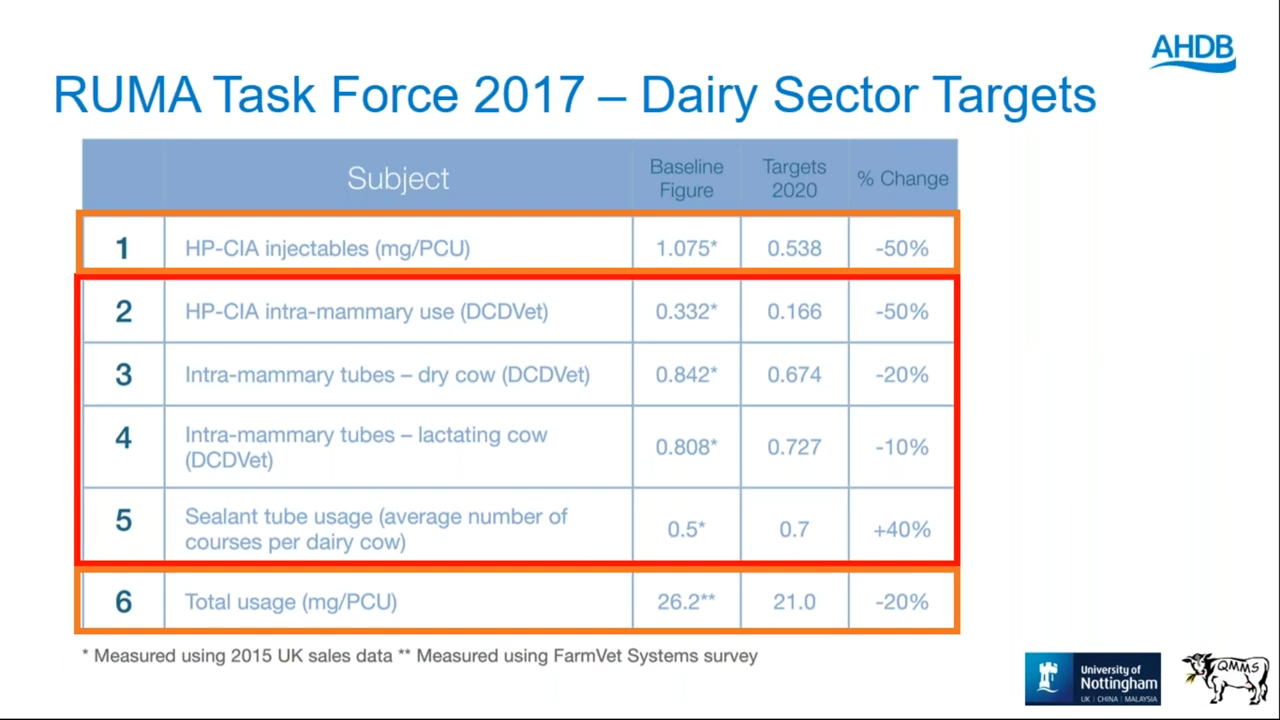 AHDB
RUMA Task Force 2017 – Dairy Sector Targets
Subject
Baseline
Figure
Targets
2020
% Change
1
HP-CIA injectables (mg/PCU)
1.075*
0.538
-50%
2
HP-CIA intra-mammary use (DCDVet)
0.332*
0.166
-50%
3
Intra-mammary tubes – dry cow (DCDVet)
0.842*
0.674
-20%
4
Intra-mammary tubes – lactating cow
(DCDVet)
0.808*
0.727
-10%
5
Sealant tube usage (average number of
courses per dairy cow)
0.5*
0.7
+40%
6
Total usage (mg/PCU)
26.2**
21.0
-20%
* Measured using 2015 UK sales data ** Measured using FarmVet Systems survey
University of
Nottingham
UK | CHINA | MALAYSIA
QMMS